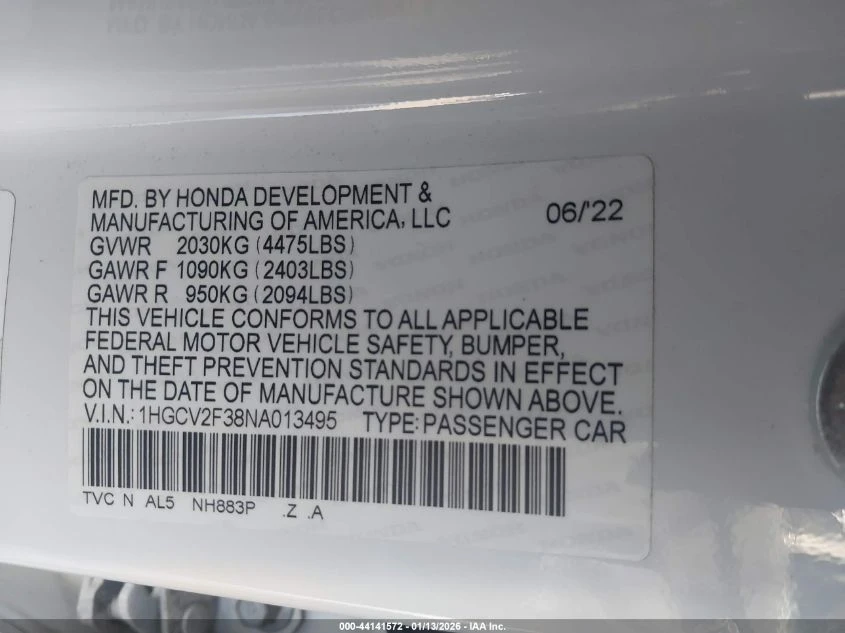 MFD. BY HONDA DEVELOPMENT &
MANUFACTURING OF AMERICA, LLC 06/'22
GVWR 2030KG (4475LBS)
GAWR F 1090KG (2403LBS)
GAWR R 950KG (2094LBS)
THIS VEHICLE CONFORMS TO ALL APPLICABLE
FEDERAL MOTOR VEHICLE SAFETY, BUMPER,
AND THEFT PREVENTION STANDARDS IN EFFECT
ON THE DATE OF MANUFACTURE SHOWN ABOVE.
V.I.N.: 1HGCV2F38NA013495 TYPE: PASSENGER CAR
TVC N AL5 NH883P .Z .A
000-44141572 — 01/13/2026 — IAA Inc.